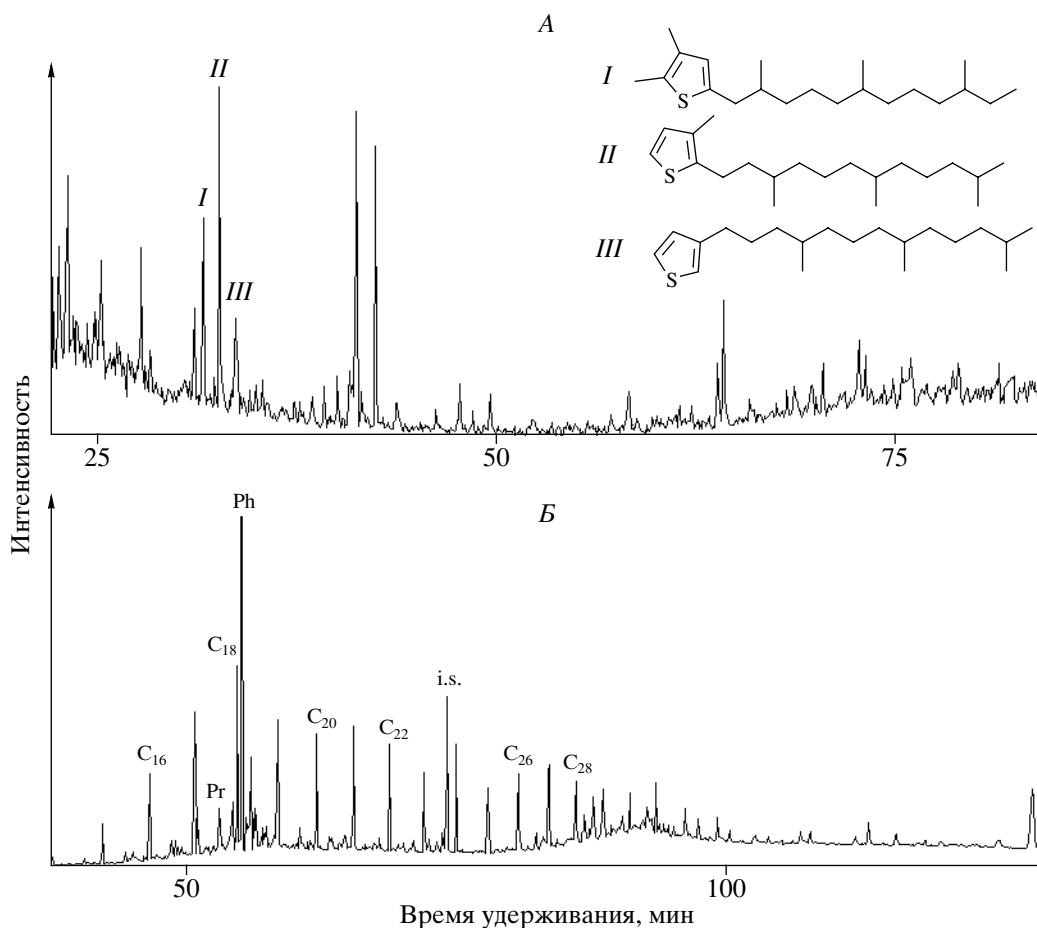 А
I
II
III
S
I
II
S
III
S
25
50
75
Интенсивность
Б
Ph
C18
Pr
C16
C20
C22
i.s.
C26
C28
50
100
Время удерживания, мин